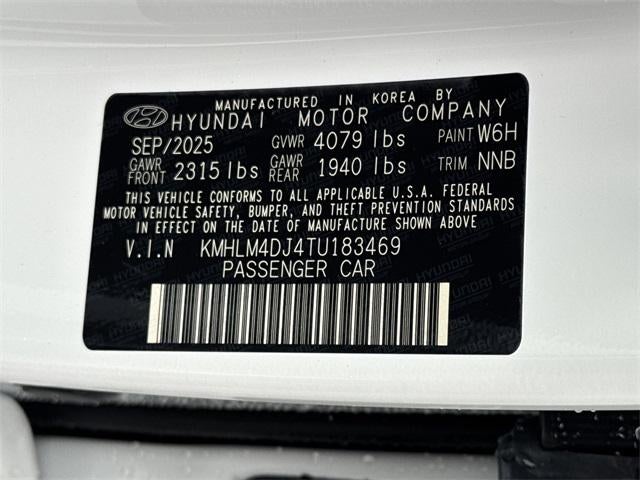 MANUFACTURED IN KOREA BY
HYUNDAI MOTOR COMPANY
SEP/2025 GVWR 4079 lbs PAINT W6H
GAWR FRONT 2315 lbs GAWR REAR 1940 lbs TRIM NNB
THIS VEHICLE CONFORMS TO ALL APPLICABLE U.S.A. FEDERAL
MOTOR VEHICLE SAFETY, BUMPER, AND THEFT PREVENTION STANDARDS
IN EFFECT ON THE DATE OF MANUFACTURE SHOWN ABOVE
V.I.N KMHLM4DJ4TU183469
PASSENGER CAR